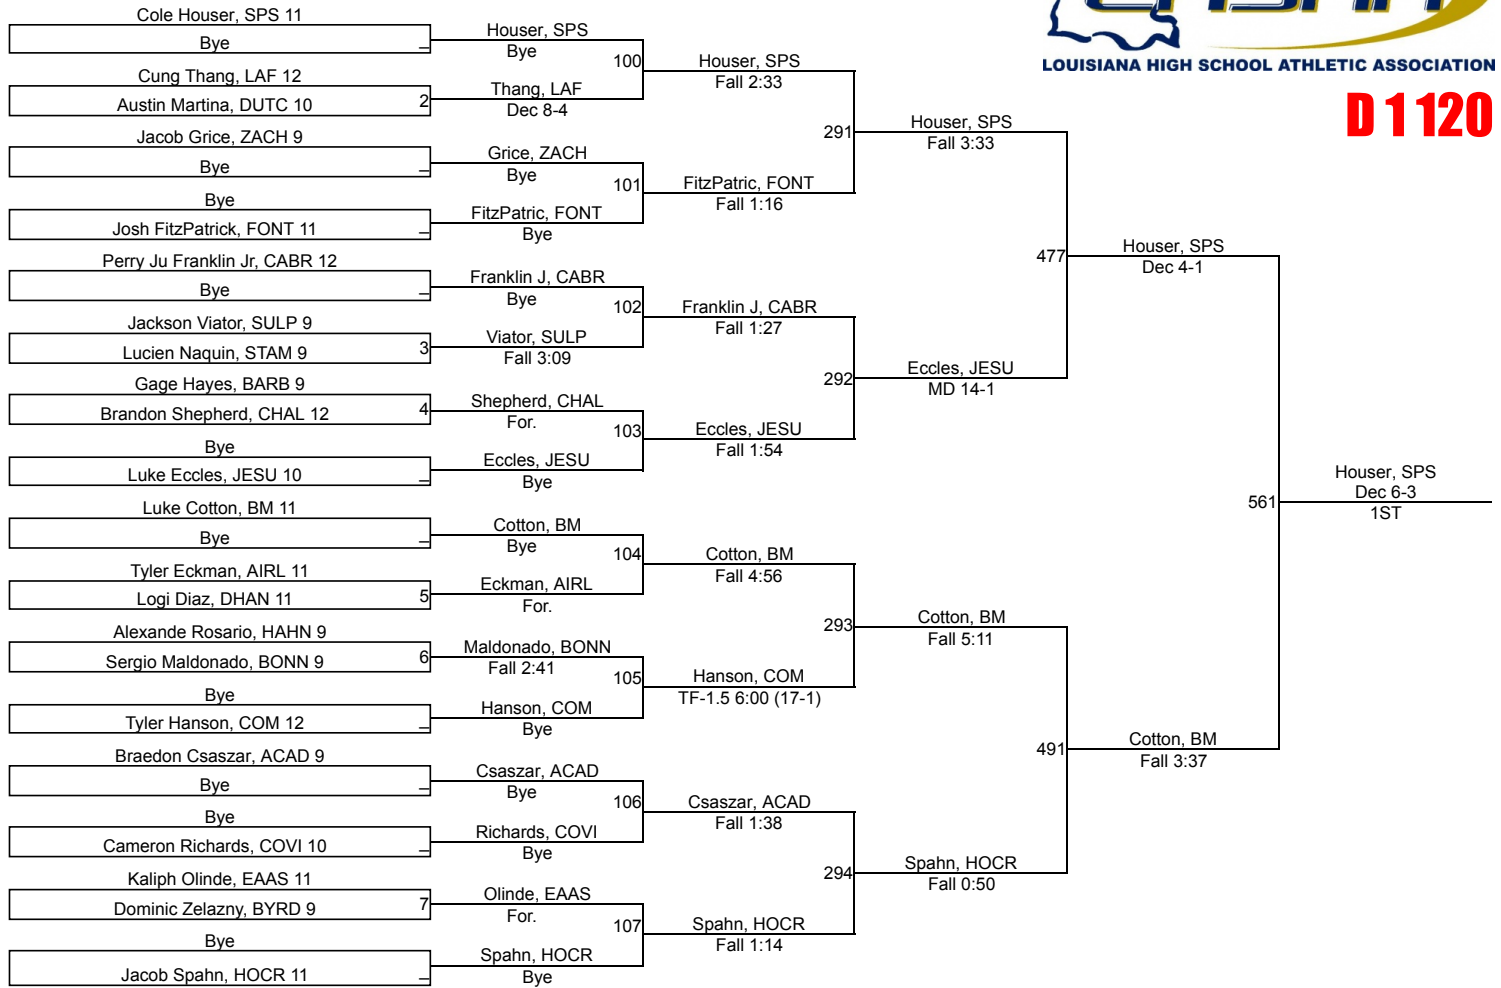 LHSAA
LOUISIANA HIGH SCHOOL ATHLETIC ASSOCIATION
D 1 120
Cole Houser, SPS 11
Bye
_
Cung Thang, LAF 12
Austin Martina, DUTC 10
2
Jacob Grice, ZACH 9
Bye
_
Bye
Josh FitzPatrick, FONT 11
_
Perry Ju Franklin Jr, CABR 12
Bye
_
Jackson Viator, SULP 9
Lucien Naquin, STAM 9
3
Gage Hayes, BARB 9
Brandon Shepherd, CHAL 12
4
Bye
Luke Eccles, JESU 10
_
Luke Cotton, BM 11
Bye
_
Tyler Eckman, AIRL 11
Logi Diaz, DHAN 11
5
Alexande Rosario, HAHN 9
Sergio Maldonado, BONN 9
6
Bye
Tyler Hanson, COM 12
_
Braedon Csaszar, ACAD 9
Bye
_
Bye
Cameron Richards, COVI 10
_
Kaliph Olinde, EAAS 11
Dominic Zelazny, BYRD 9
7
Bye
Jacob Spahn, HOCR 11
_
Houser, SPS
Bye
100
Thang, LAF
Dec 8-4
Grice, ZACH
Bye
101
FitzPatric, FONT
Bye
Franklin J, CABR
Bye
102
Viator, SULP
Fall 3:09
Shepherd, CHAL
For.
103
Eccles, JESU
Bye
Cotton, BM
Bye
104
Eckman, AIRL
For.
Maldonado, BONN
Fall 2:41
105
Hanson, COM
Bye
Csaszar, ACAD
Bye
106
Richards, COVI
Bye
Olinde, EAAS
For.
107
Spahn, HOCR
Bye
Houser, SPS
Fall 2:33
291
FitzPatric, FONT
Fall 1:16
Franklin J, CABR
Fall 1:27
292
Eccles, JESU
Fall 1:54
Cotton, BM
Fall 4:56
293
Hanson, COM
TF-1.5 6:00 (17-1)
Csaszar, ACAD
Fall 1:38
294
Spahn, HOCR
Fall 1:14
Houser, SPS
Fall 3:33
477
Eccles, JESU
MD 14-1
Cotton, BM
Fall 5:11
491
Spahn, HOCR
Fall 0:50
Houser, SPS
Dec 4-1
561
Cotton, BM
Fall 3:37
Houser, SPS
Dec 6-3
1ST